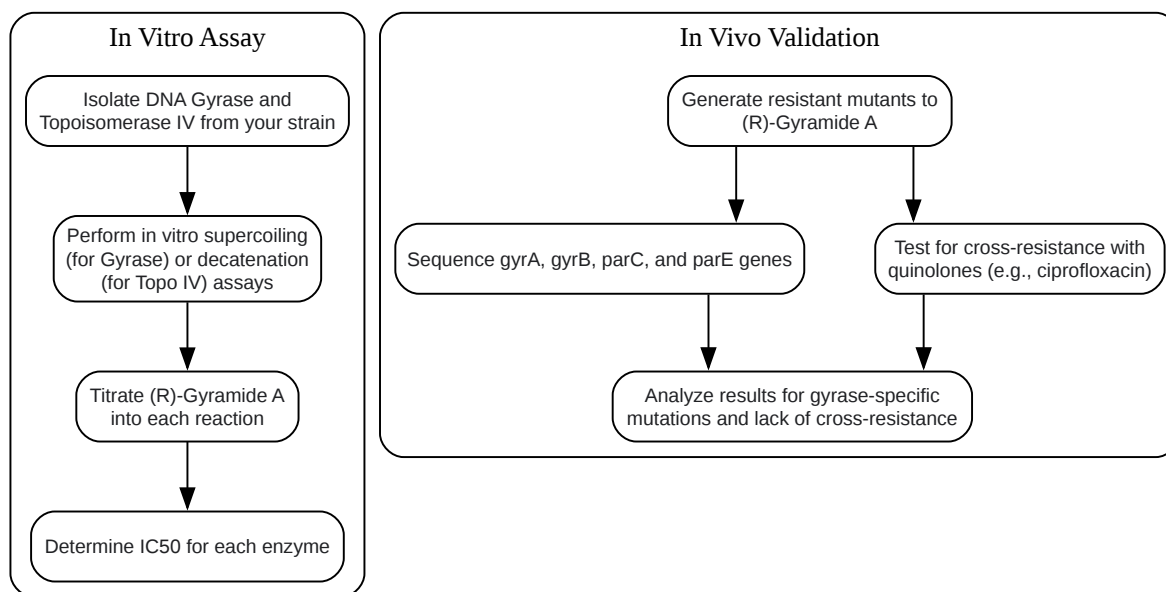 In Vitro Assay
Isolate DNA Gyrase and
Topoisomerase IV from your strain
Perform in vitro supercoiling
(for Gyrase) or decatenation
(for Topo IV) assays
Titrate (R)-Gyramide A
into each reaction
Determine IC50 for each enzyme
In Vivo Validation
Generate resistant mutants to
(R)-Gyramide A
Sequence gyrA, gyrB, parC, and parE genes
Test for cross-resistance with
quinolones (e.g., ciprofloxacin)
Analyze results for gyrase-specific
mutations and lack of cross-resistance